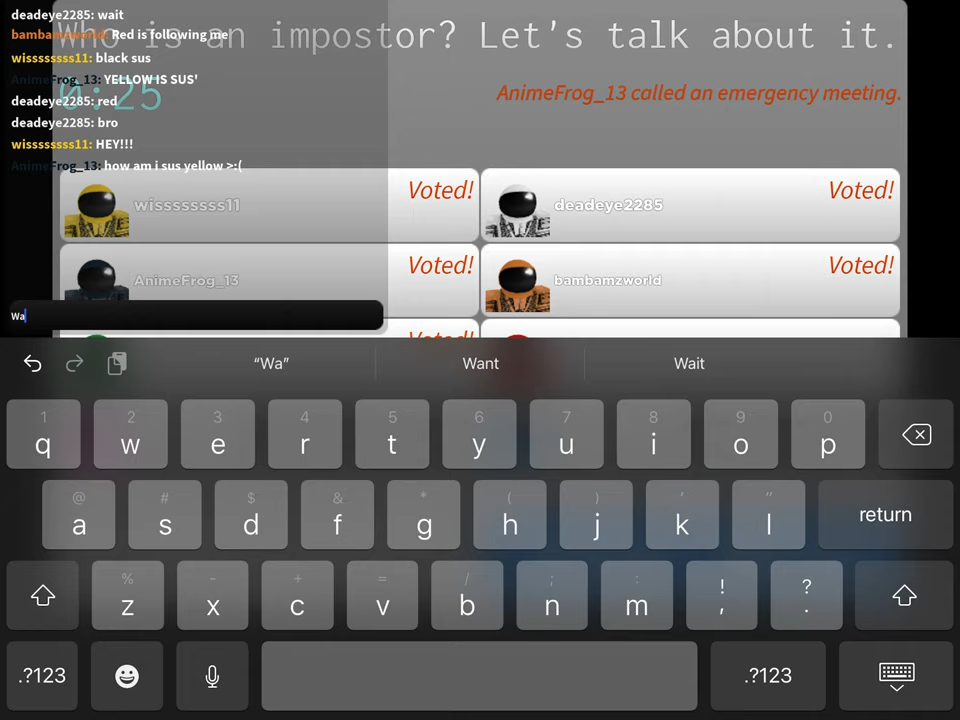 deadeye2285: wait
bambamzworld: Red is following me
wissssssss11: black sus
AnimeFrog_13: YELLOW IS SUS'
deadeye2285: red
deadeye2285: bro
wissssssss11: HEY!!!
AnimeFrog_13: how am i sus yellow >:(
Who is an impostor? Let's talk about it.
0:25
AnimeFrog_13 called an emergency meeting.
wissssssss11 Voted!
deadeye2285 Voted!
AnimeFrog_13 Voted!
bambamzworld Voted!
Voted!
Wa
“Wa” Want Wait
1 2 3 4 5 6 7 8 9 0
q w e r t y u i o p
@ # $ & * ( ) ' "
a s d f g h j k l return
% - + = / ; : ! ?
z x c v b n m , .
.?123 .?123